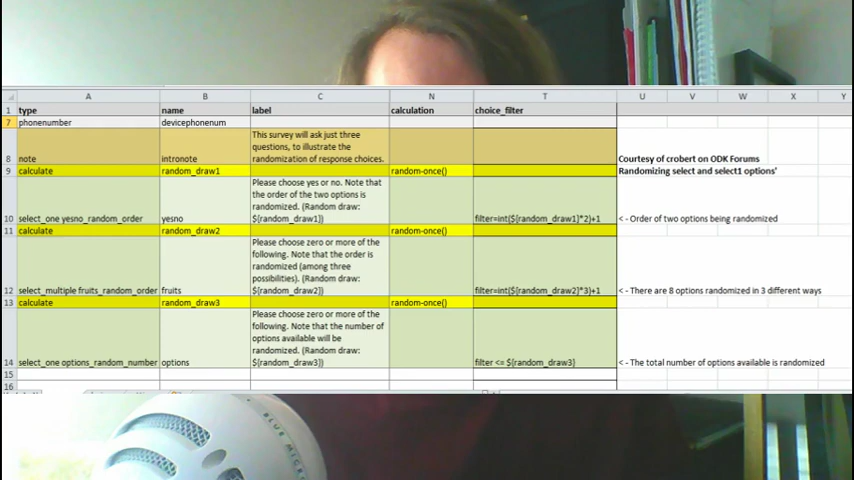 A B C N T U V W X Y
1 type name label calculation choice_filter
7 phonenumber devicephonenum
This survey will ask just three
questions, to illustrate the
8 note intronote randomization of response choices. Courtesy of crobert on ODK Forums
9 calculate random_draw1 random-once() Randomizing select and select1 options'
Please choose yes or no. Note that
the order of the two options is
randomized. (Random draw:
10 select_one yesno_random_order yesno ${random_draw1}) filter=int(${random_draw1}*2)+1 <- Order of two options being randomized
11 calculate random_draw2 random-once()
Please choose zero or more of the
following. Note that the order is
randomized (among three
possibilities). (Random draw:
12 select_multiple fruits_random_order fruits ${random_draw2}) filter=int(${random_draw2}*3)+1 <- There are 8 options randomized in 3 different ways
13 calculate random_draw3 random-once()
Please choose zero or more of the
following. Note that the number of
options available will be
randomized. (Random draw:
14 select_one options_random_number options ${random_draw3}) filter <= ${random_draw3} <- The total number of options available is randomized
15
16
BLUE MICR